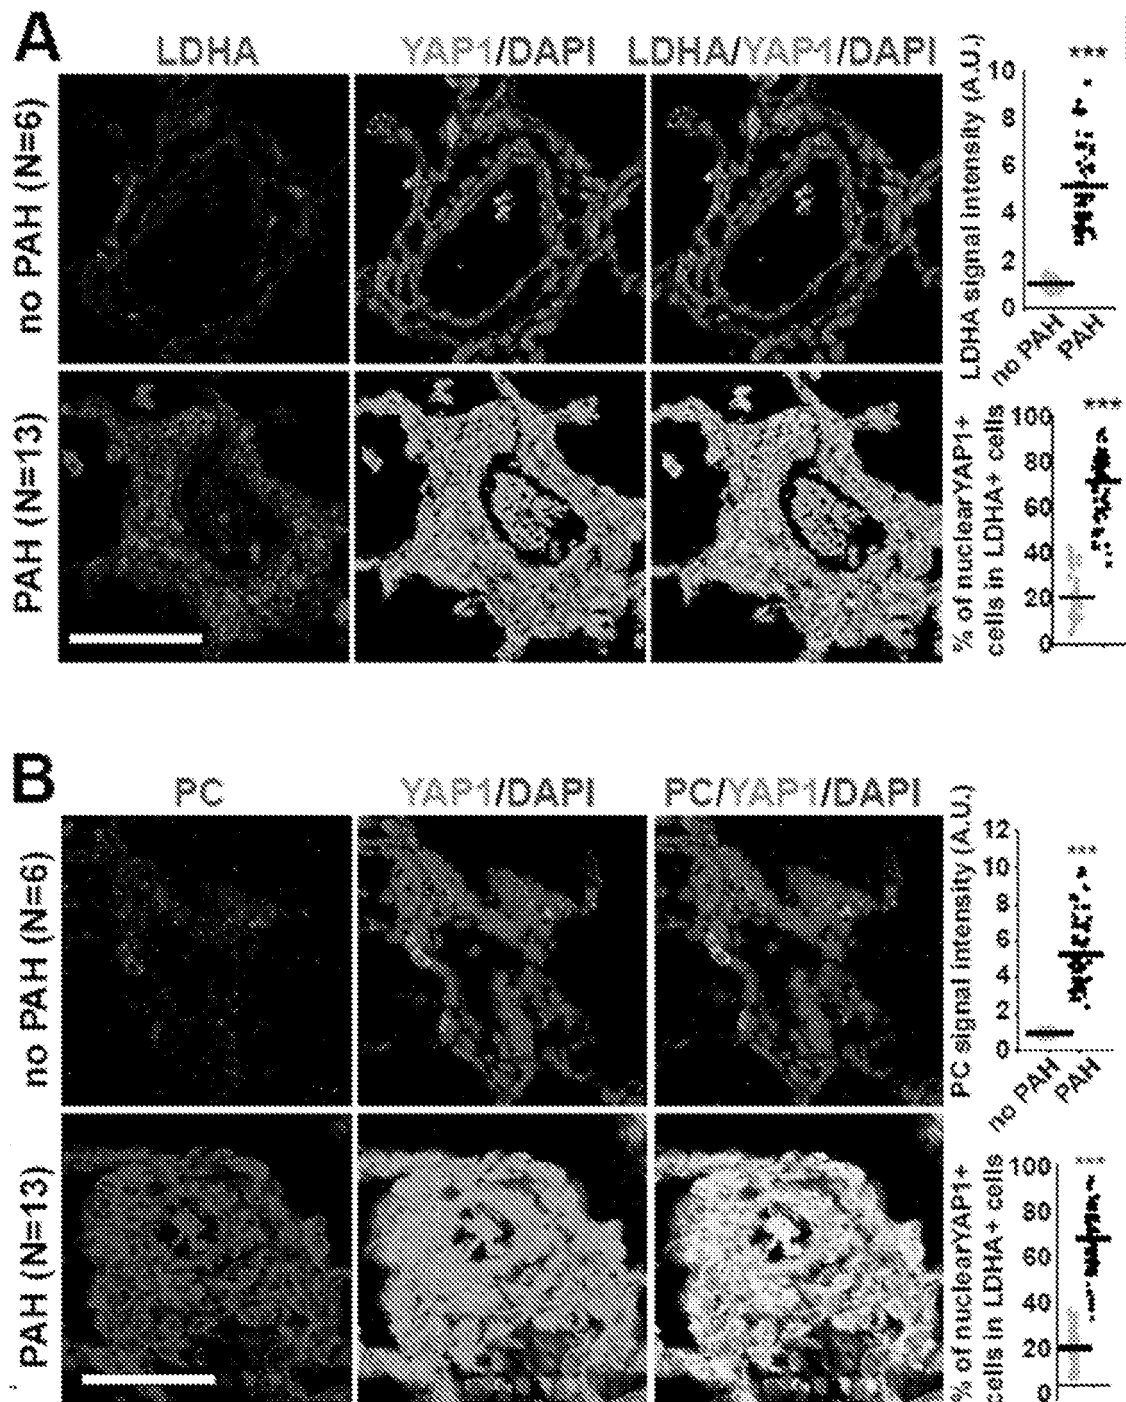 A
LDHA
YAP1/DAPI
LDHA/YAP1/DAPI
no PAH (N=6)
PAH (N=13)
LDHA signal intensity (A.U.)
10
8
6
4
2
0
***
no PAH
PAH
% of nuclearYAP1+
cells in LDHA+ cells
100
80
60
40
20
0
***
B
PC
YAP1/DAPI
PC/YAP1/DAPI
no PAH (N=6)
PAH (N=13)
PC signal intensity (A.U.)
12
10
8
6
4
2
0
***
no PAH
PAH
% of nuclearYAP1+
cells in LDHA+ cells
100
80
60
40
20
0
***